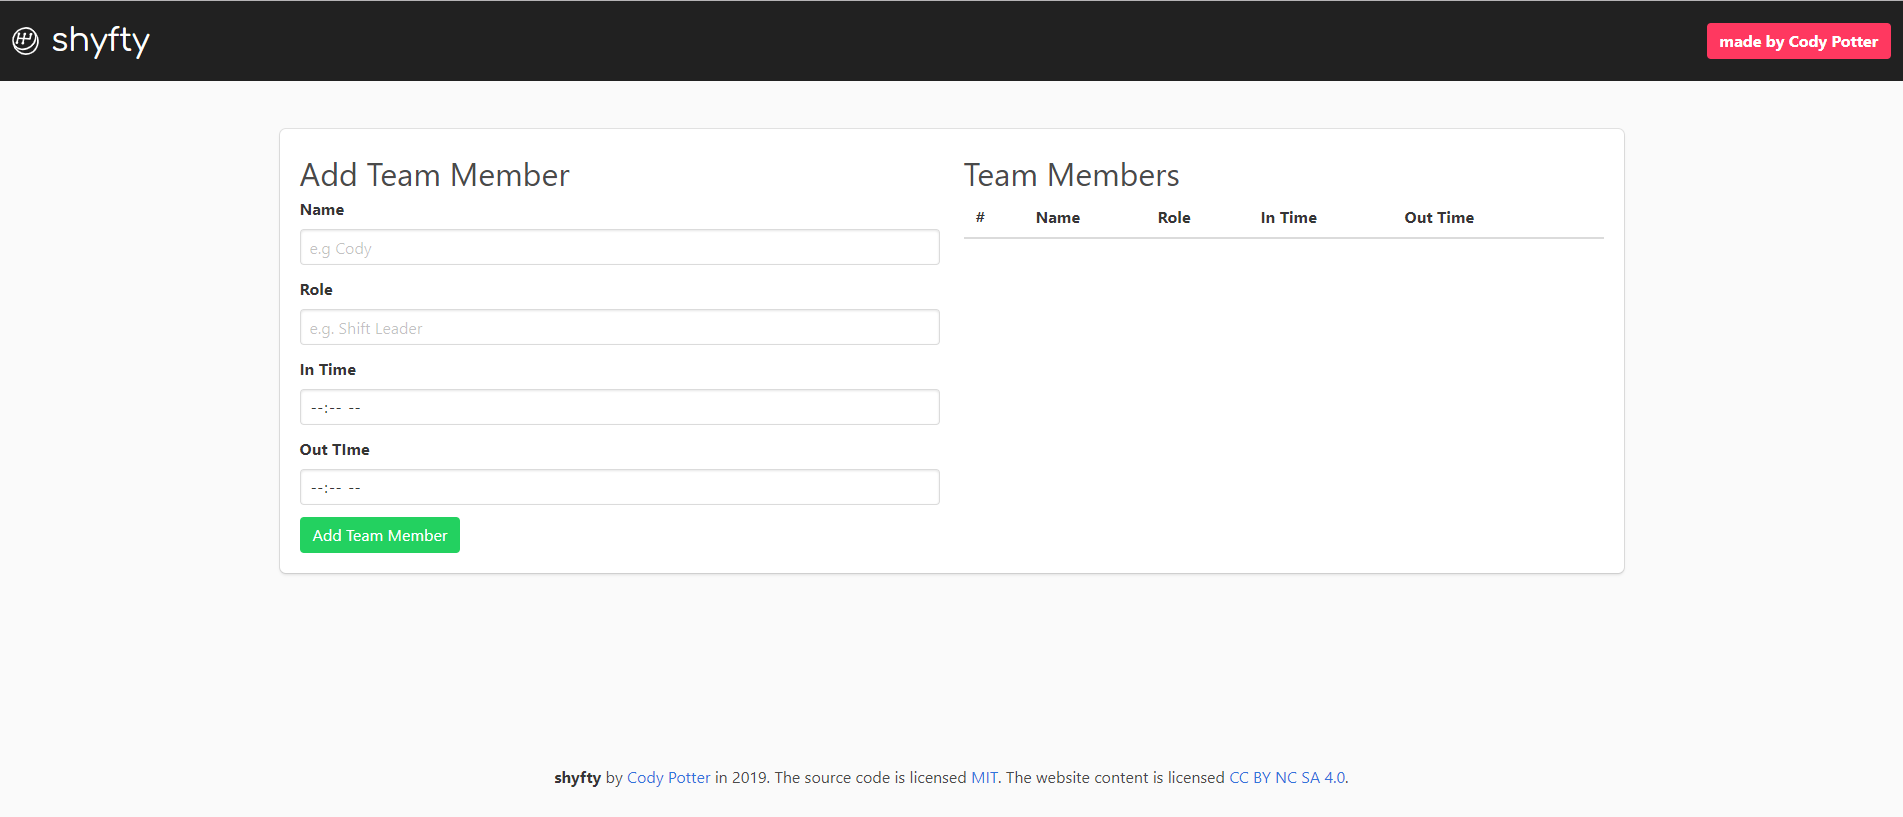 shyfty
made by Cody Potter
Add Team Member
Name
e.g Cody
Role
e.g. Shift Leader
In Time
--:-- --
Out TIme
--:-- --
Add Team Member
Team Members
# Name Role In Time Out Time
shyfty by Cody Potter in 2019. The source code is licensed MIT. The website content is licensed CC BY NC SA 4.0.